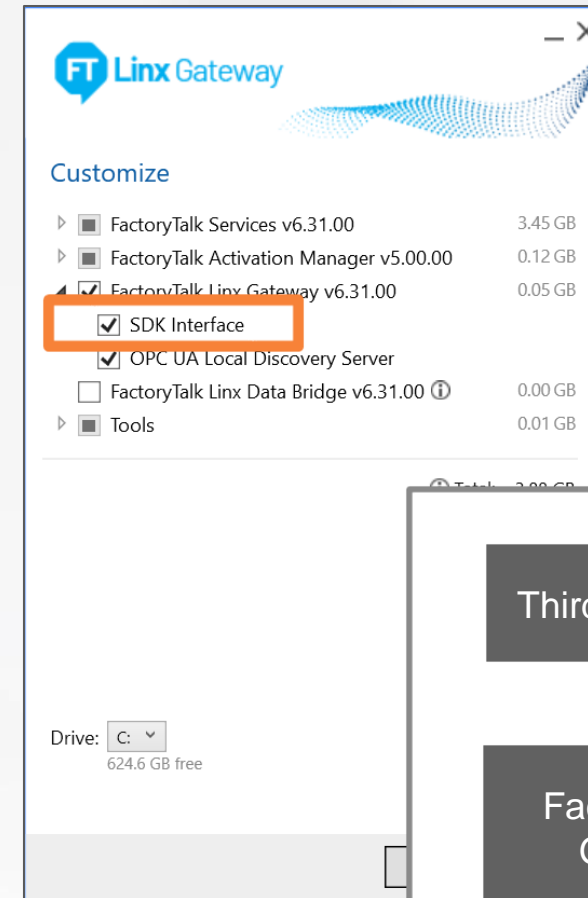 FT Linx Gateway
Customize
FactoryTalk Services v6.31.00 3.45 GB
FactoryTalk Activation Manager v5.00.00 0.12 GB
FactoryTalk Linx Gateway v6.31.00 0.05 GB
SDK Interface
OPC UA Local Discovery Server
FactoryTalk Linx Data Bridge v6.31.00 0.00 GB
Tools 0.01 GB
Drive: C:
624.6 GB free